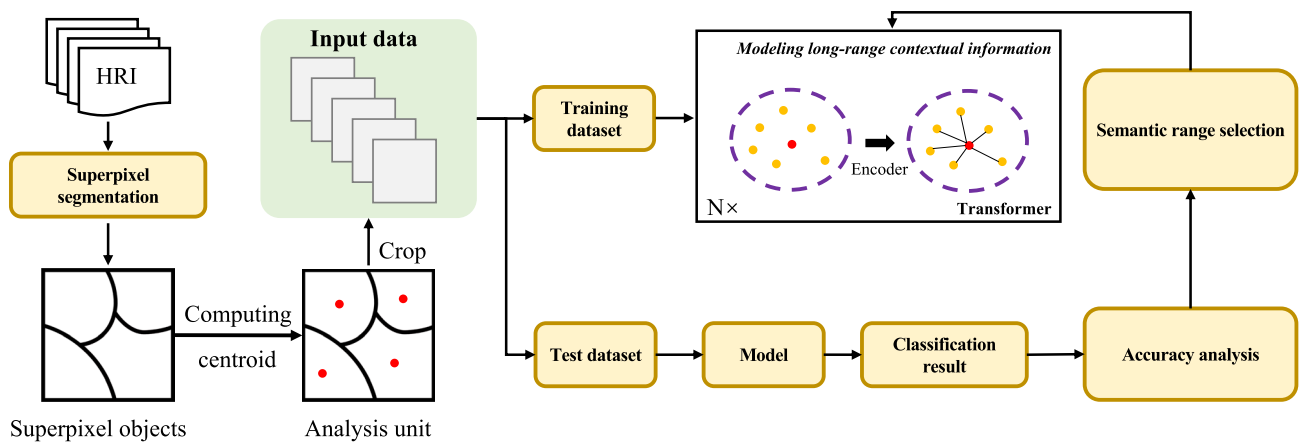 HRI
Superpixel
segmentation
Superpixel objects
Computing
centroid
Analysis unit
Crop
Input data
Training
dataset
Modeling long-range contextual information
Encoder
N×
Transformer
Semantic range selection
Test dataset
Model
Classification
result
Accuracy analysis